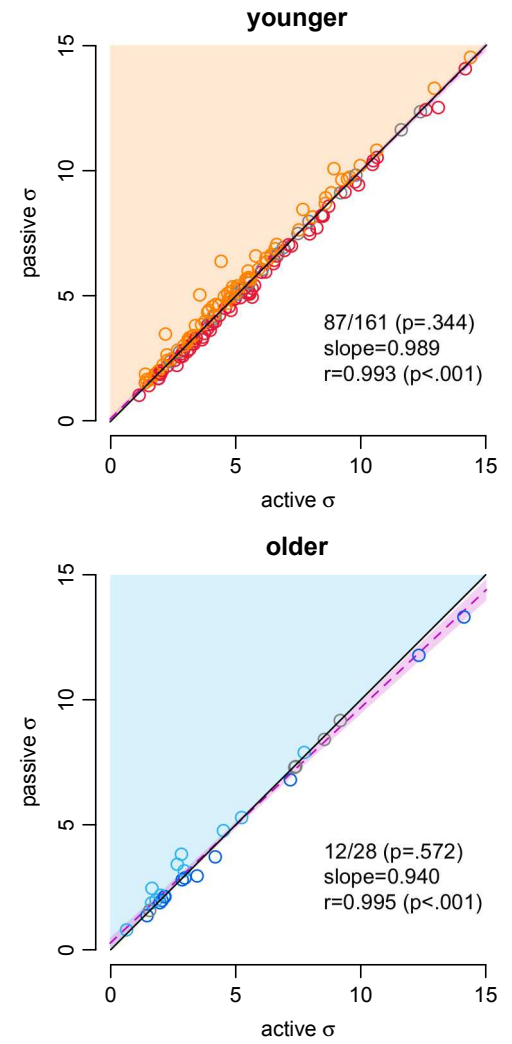 younger
15
10
5
0
passive σ
87/161 (p=.344)
slope=0.989
r=0.993 (p<.001)
0 5 10 15
active σ
older
15
10
5
0
passive σ
12/28 (p=.572)
slope=0.940
r=0.995 (p<.001)
0 5 10 15
active σ